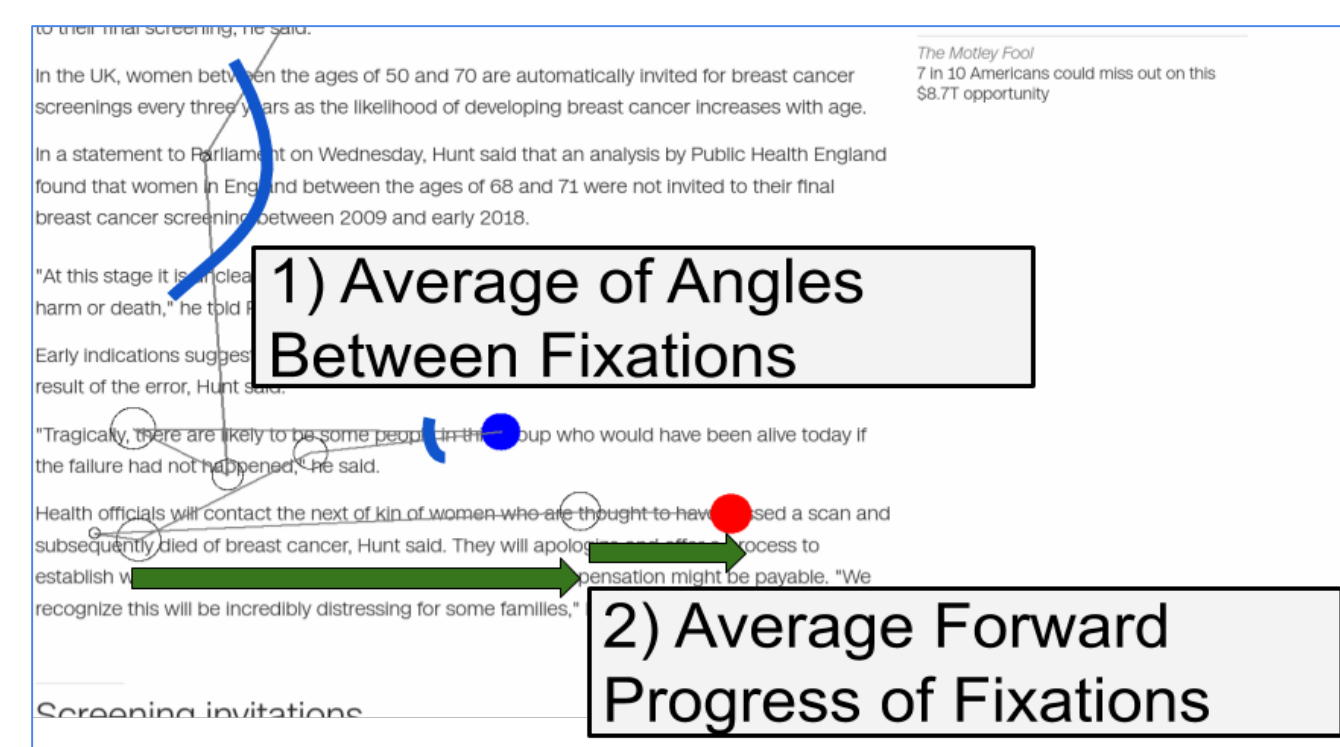 to their final screening, he said.
In the UK, women between the ages of 50 and 70 are automatically invited for breast cancer
screenings every three years as the likelihood of developing breast cancer increases with age.
In a statement to Parliament on Wednesday, Hunt said that an analysis by Public Health England
found that women in England between the ages of 68 and 71 were not invited to their final
breast cancer screening between 2009 and early 2018.
"At this stage it is unclear
harm or death," he told
Early indications suggest
result of the error, Hunt said.
"Tragically, there are likely to be some people in this group who would have been alive today if
the failure had not happened," he said.
Health officials will contact the next of kin of women who are thought to have missed a scan and
subsequently died of breast cancer, Hunt said. They will apologize and offer a process to
establish pensation might be payable. "We
recognize this will be incredibly distressing for some families,"
Screening invitations
The Motley Fool
7 in 10 Americans could miss out on this
$8.7T opportunity
1) Average of Angles
Between Fixations
2) Average Forward
Progress of Fixations